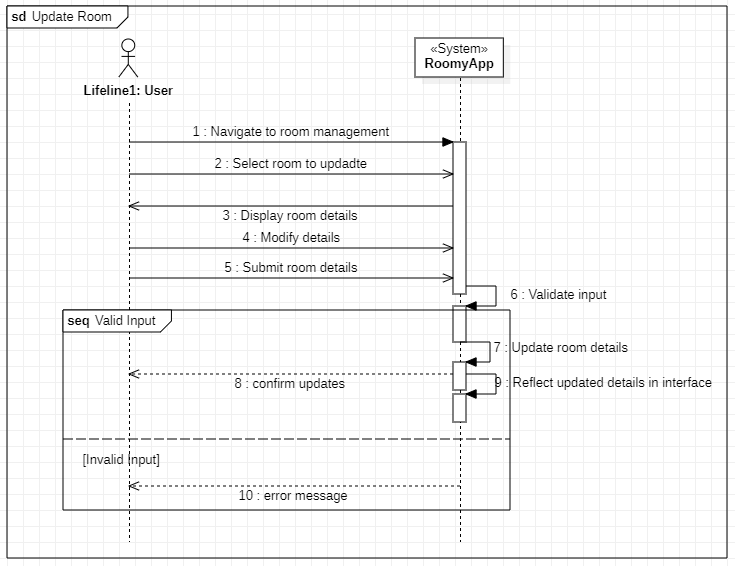 sd Update Room
«System»
RoomyApp
Lifeline1: User
1 : Navigate to room management
2 : Select room to updadte
3 : Display room details
4 : Modify details
5 : Submit room details
6 : Validate input
seq Valid Input
7 : Update room details
8 : confirm updates
9 : Reflect updated details in interface
[Invalid Input]
10 : error message